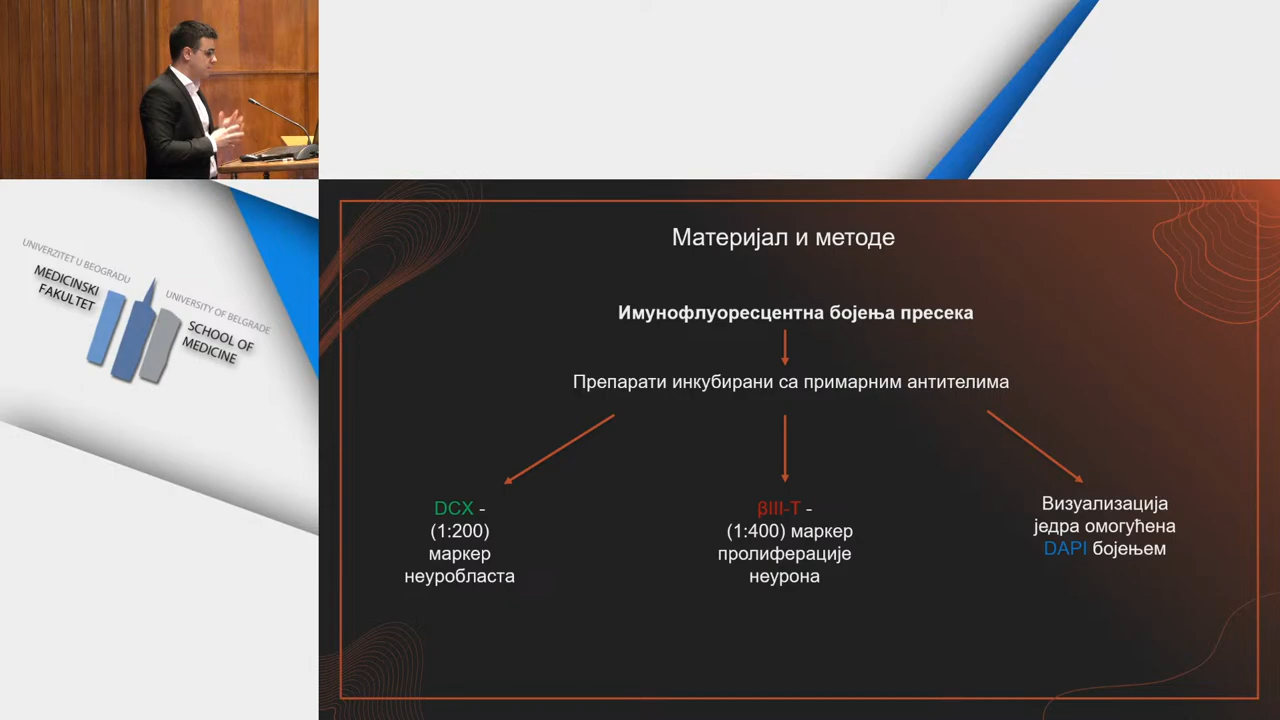 UNIVERZITET U BEOGRADU
MEDICINSKI
FAKULTET
UNIVERSITY OF BELGRADE
SCHOOL OF
MEDICINE
Материјал и методе
Имунофлуоресцентна бојења пресека
Препарати инкубирани са примарним антителима
DCX -
(1:200)
маркер
неуробласта
βIII-T -
(1:400) маркер
пролиферације
неурона
Визуализација
једра омогућена
DAPI бојењем